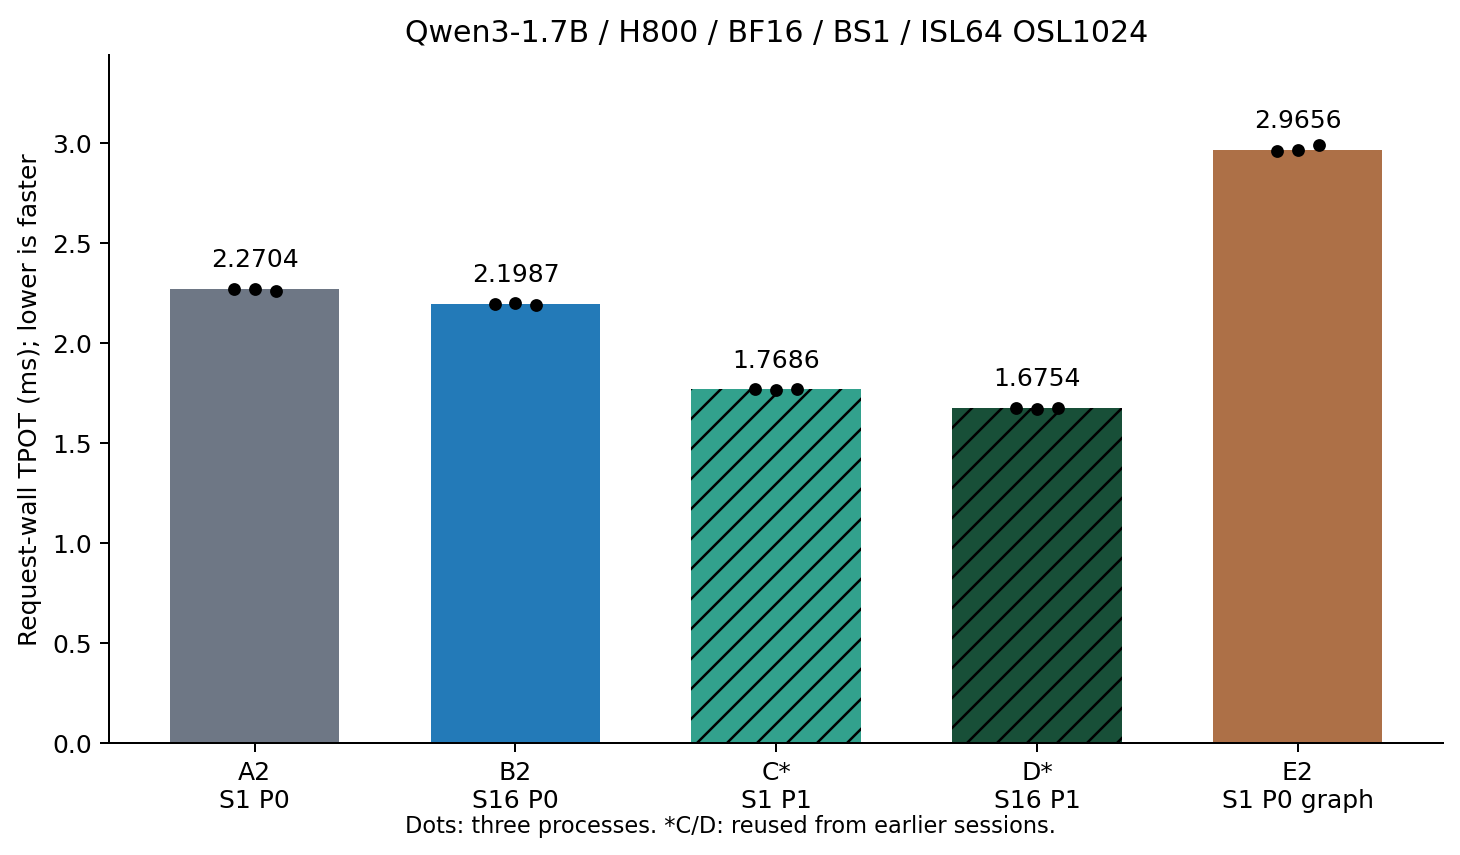 Qwen3-1.7B / H800 / BF16 / BS1 / ISL64 OSL1024
Request-wall TPOT (ms); lower is faster
3.0
2.5
2.0
1.5
1.0
0.5
0.0
2.2704
2.1987
1.7686
1.6754
2.9656
A2
S1 P0
B2
S16 P0
C*
S1 P1
D*
S16 P1
E2
S1 P0 graph
Dots: three processes. *C/D: reused from earlier sessions.